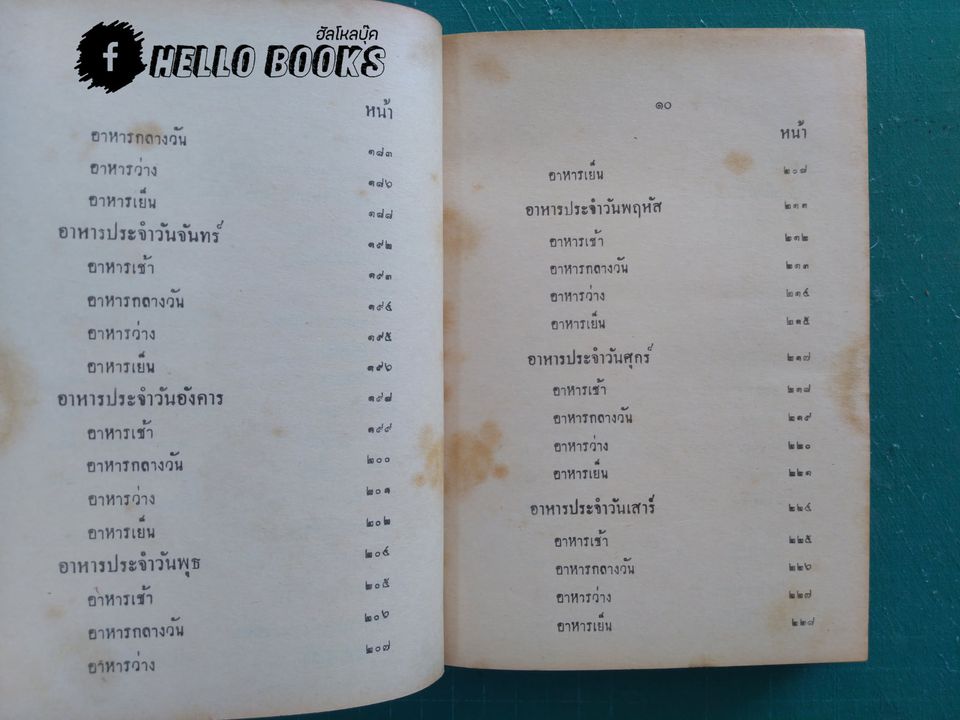 ฮัลโหลบุ๊ค
f HELLO BOOKS
หน้า
อาหารกลางวัน ๑๘๓
อาหารว่าง ๑๘๖
อาหารเย็น ๑๘๘
อาหารประจำวันจันทร์ ๑๙๒
อาหารเช้า ๑๙๓
อาหารกลางวัน ๑๙๔
อาหารว่าง ๑๙๕
อาหารเย็น ๑๙๖
อาหารประจำวันอังคาร ๑๙๘
อาหารเช้า ๑๙๙
อาหารกลางวัน ๒๐๐
อาหารว่าง ๒๐๑
อาหารเย็น ๒๐๒
อาหารประจำวันพุธ ๒๐๔
อาหารเช้า ๒๐๕
อาหารกลางวัน ๒๐๖
อาหารว่าง ๒๐๗
๑๐
หน้า
อาหารเย็น ๒๐๘
อาหารประจำวันพฤหัส ๒๑๑
อาหารเช้า ๒๑๒
อาหารกลางวัน ๒๑๓
อาหารว่าง ๒๑๔
อาหารเย็น ๒๑๕
อาหารประจำวันศุกร์ ๒๑๗
อาหารเช้า ๒๑๘
อาหารกลางวัน ๒๑๙
อาหารว่าง ๒๒๐
อาหารเย็น ๒๒๑
อาหารประจำวันเสาร์ ๒๒๔
อาหารเช้า ๒๒๕
อาหารกลางวัน ๒๒๖
อาหารว่าง ๒๒๗
อาหารเย็น ๒๒๘